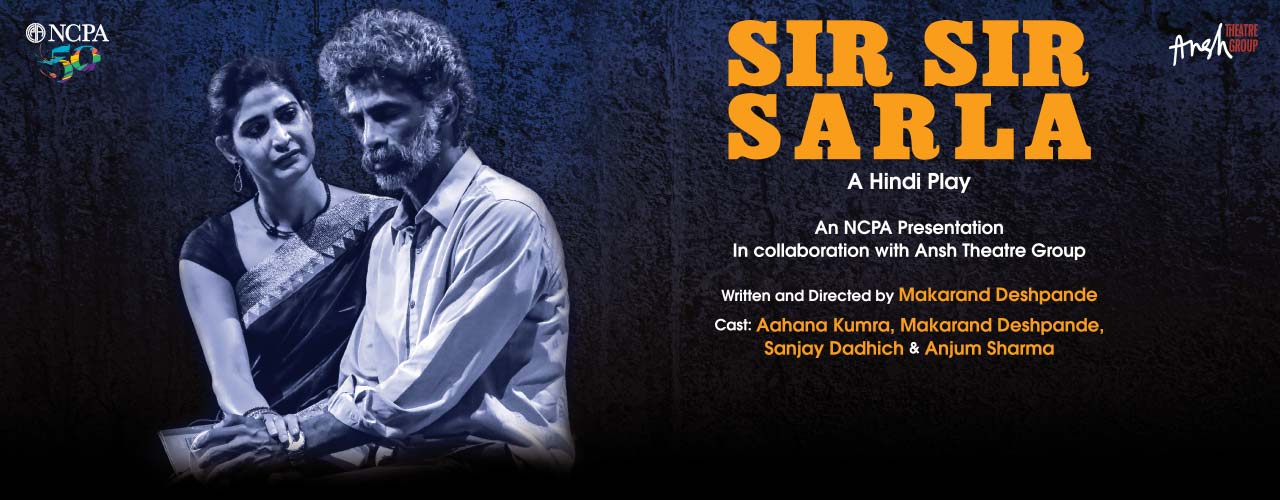 NCPA
50
SIR SIR
SARLA
A Hindi Play
An NCPA Presentation
In collaboration with Ansh Theatre Group
Written and Directed by Makarand Deshpande
Cast: Aahana Kumra, Makarand Deshpande,
Sanjay Dadhich & Anjum Sharma
Ansh THEATRE
GROUP